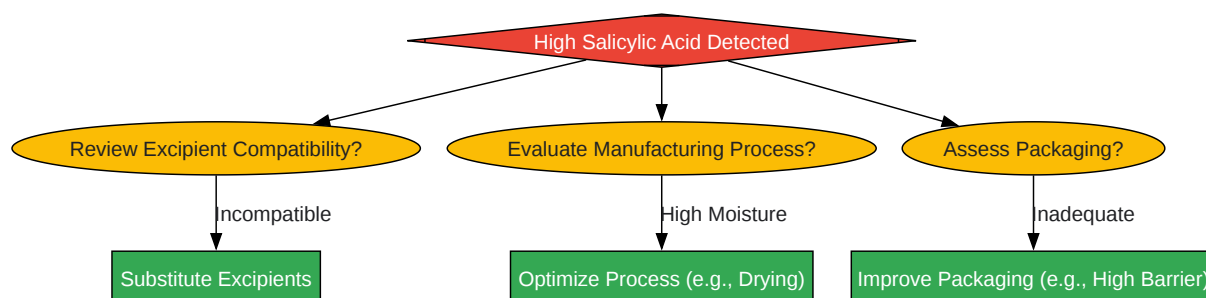 High Salicylic Acid Detected
Review Excipient Compatibility?
Evaluate Manufacturing Process?
Assess Packaging?
Incompatible
High Moisture
Inadequate
Substitute Excipients
Optimize Process (e.g., Drying)
Improve Packaging (e.g., High Barrier)